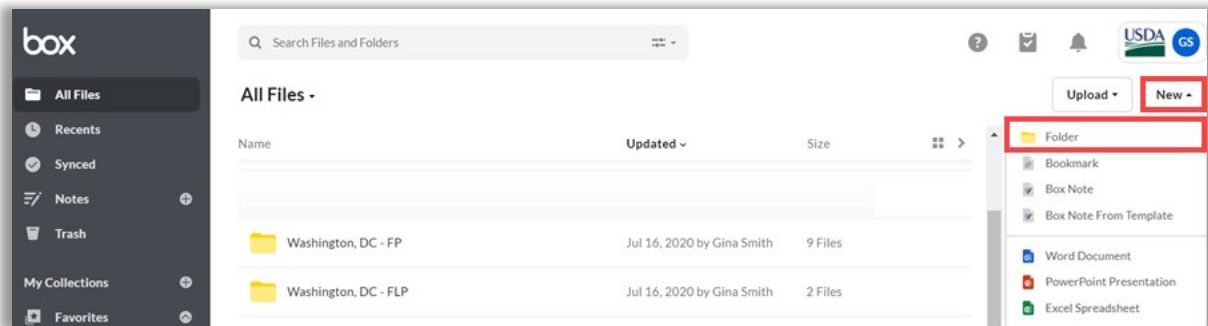 box
Search Files and Folders
USDA GS
All Files
Recents
Synced
Notes
Trash
My Collections
Favorites
All Files
Upload
New
Name Updated Size
Washington, DC - FP Jul 16, 2020 by Gina Smith 9 Files
Washington, DC - FLP Jul 16, 2020 by Gina Smith 2 Files
Folder
Bookmark
Box Note
Box Note From Template
Word Document
PowerPoint Presentation
Excel Spreadsheet